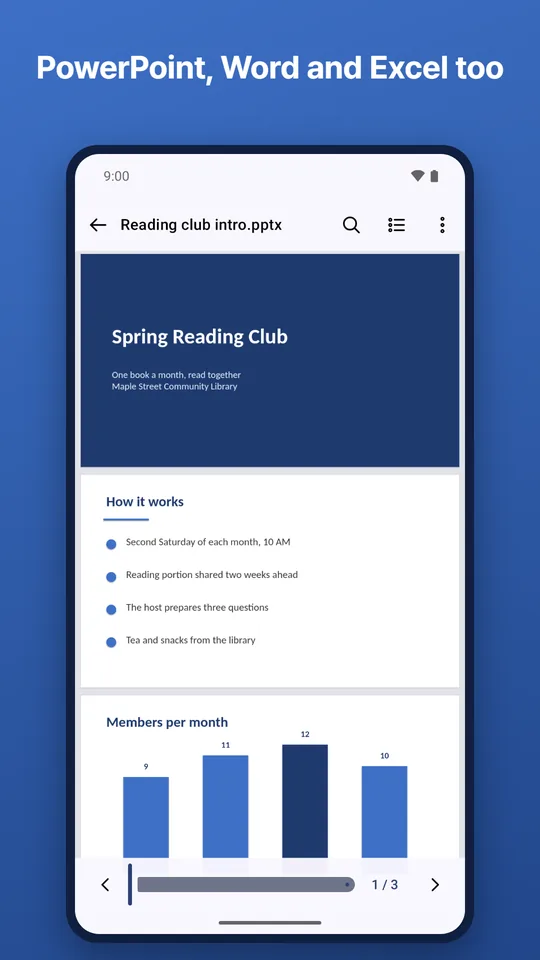 PowerPoint, Word and Excel too
9:00
Reading club intro.pptx
Spring Reading Club
One book a month, read together
Maple Street Community Library
How it works
Second Saturday of each month, 10 AM
Reading portion shared two weeks ahead
The host prepares three questions
Tea and snacks from the library
Members per month
9
11
12
10
1 / 3